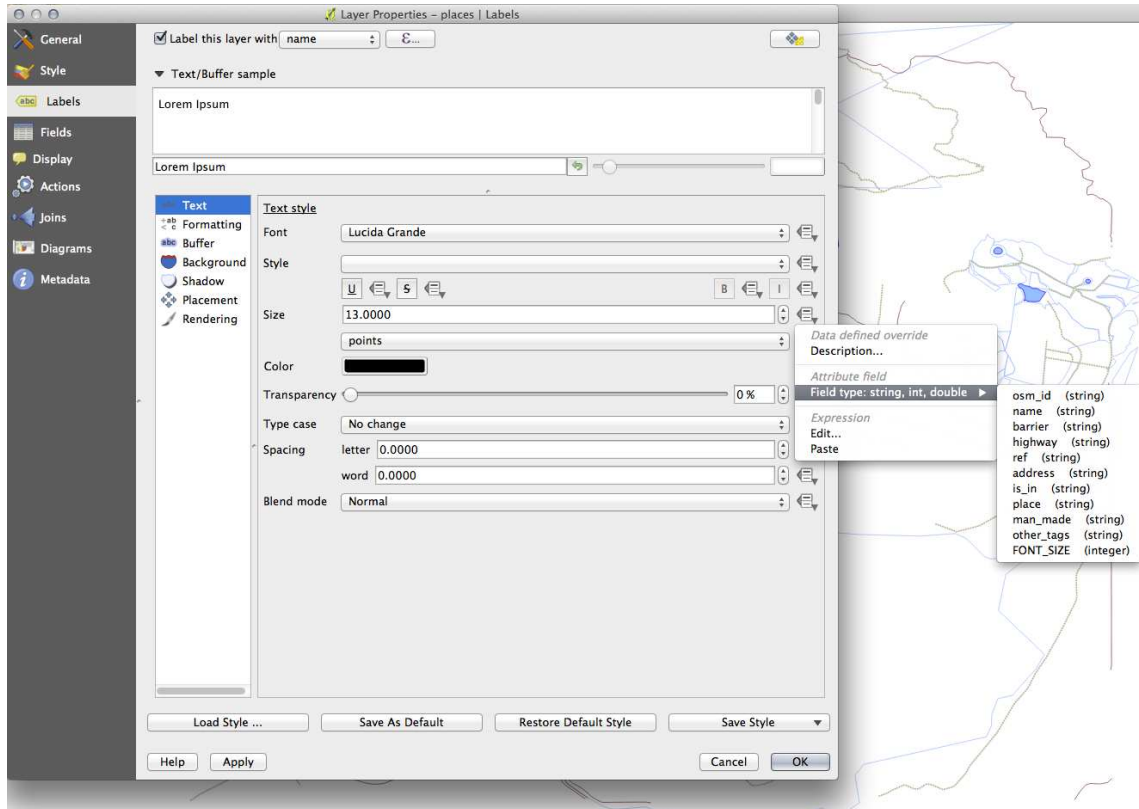 Layer Properties – places | Labels
General
Style
Labels
Fields
Display
Actions
Joins
Diagrams
Metadata
Label this layer with name ε...
Text/Buffer sample
Lorem Ipsum
Lorem Ipsum
Text
Formatting
Buffer
Background
Shadow
Placement
Rendering
Text style
Font Lucida Grande
Style
U S B I
Size 13.0000
points
Color
Transparency 0 %
Type case No change
Spacing letter 0.0000
word 0.0000
Blend mode Normal
Data defined override
Description...
Attribute field
Field type: string, int, double
Expression
Edit...
Paste
osm_id (string)
name (string)
barrier (string)
highway (string)
ref (string)
address (string)
is_in (string)
place (string)
man_made (string)
other_tags (string)
FONT_SIZE (integer)
Load Style ... Save As Default Restore Default Style Save Style
Help Apply Cancel OK